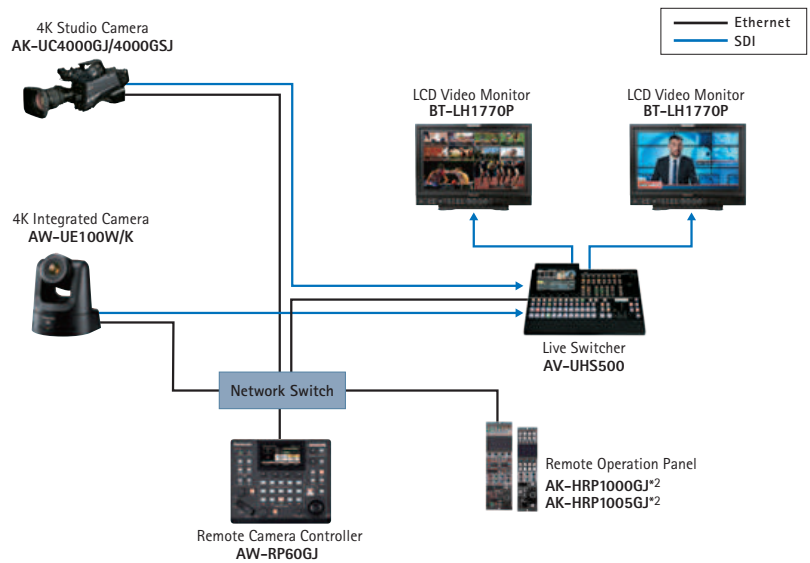 4K Studio Camera
AK-UC4000GJ/4000GSJ
Ethernet
SDI
LCD Video Monitor
BT-LH1770P
LCD Video Monitor
BT-LH1770P
4K Integrated Camera
AW-UE100W/K
Live Switcher
AV-UHS500
Network Switch
Remote Camera Controller
AW-RP60GJ
Remote Operation Panel
AK-HRP1000GJ*2
AK-HRP1005GJ*2